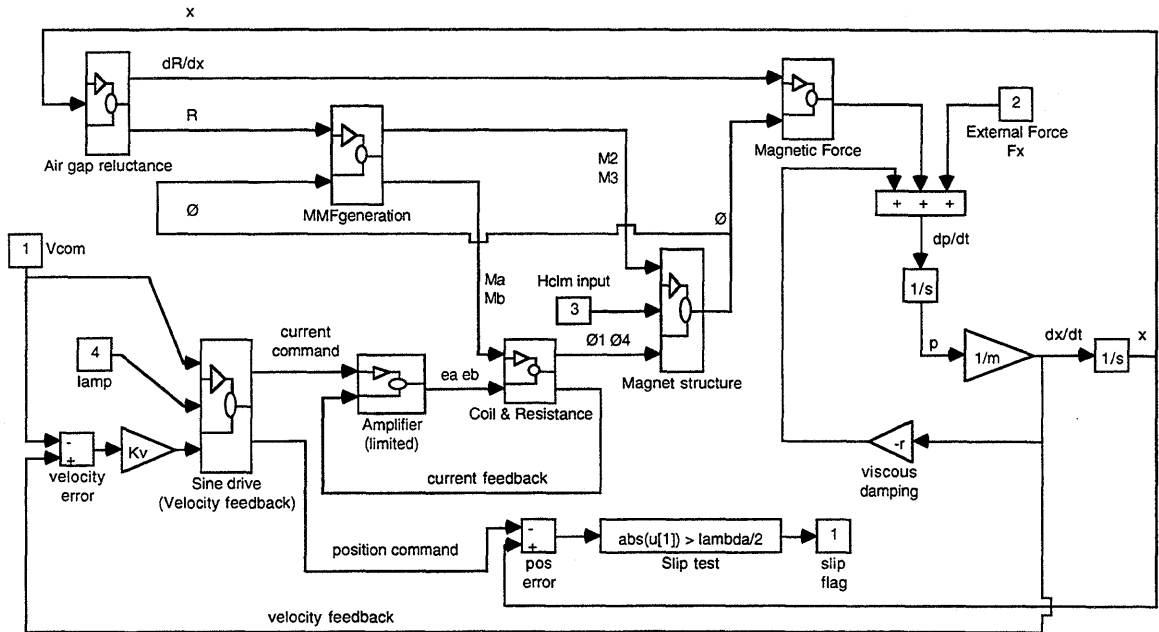 x
dR/dx
R
Air gap reluctance
Ø
MMFgeneration
M2
M3
Magnetic Force
2
External Force
Fx
+ + +
dp/dt
1/s
p
1/m
dx/dt
1/s
x
-r
viscous
damping
1
Vcom
4
lamp
-
+
velocity
error
Kv
Sine drive
(Velocity feedback)
current
command
Amplifier
(limited)
ea eb
Ma
Mb
Coil & Resistance
current feedback
Hclm input
3
Ø1 Ø4
Magnet structure
Ø
position command
-
+
pos
error
abs(u[1]) > lambda/2
Slip test
1
slip
flag
velocity feedback